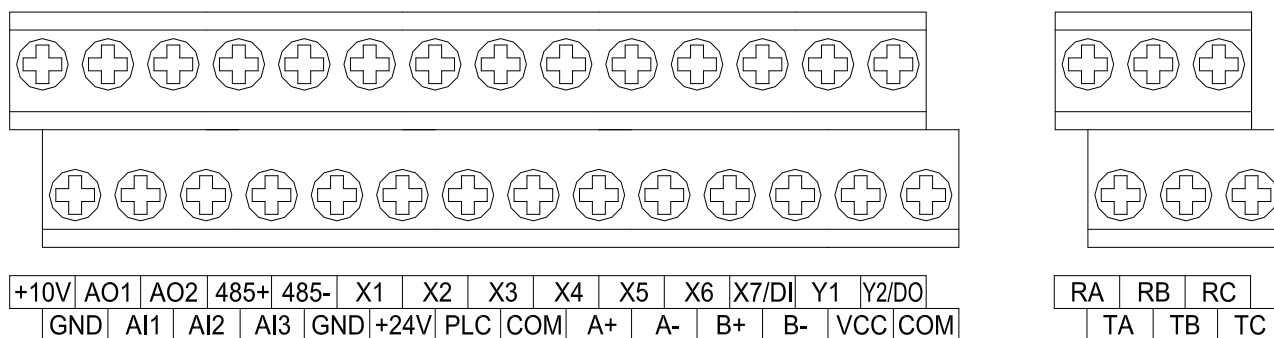 +10V AO1 AO2 485+ 485- X1 X2 X3 X4 X5 X6 X7/DI Y1 Y2/DO RA RB RC
GND AI1 AI2 AI3 GND +24V PLC COM A+ A- B+ B- VCC COM TA TB TC